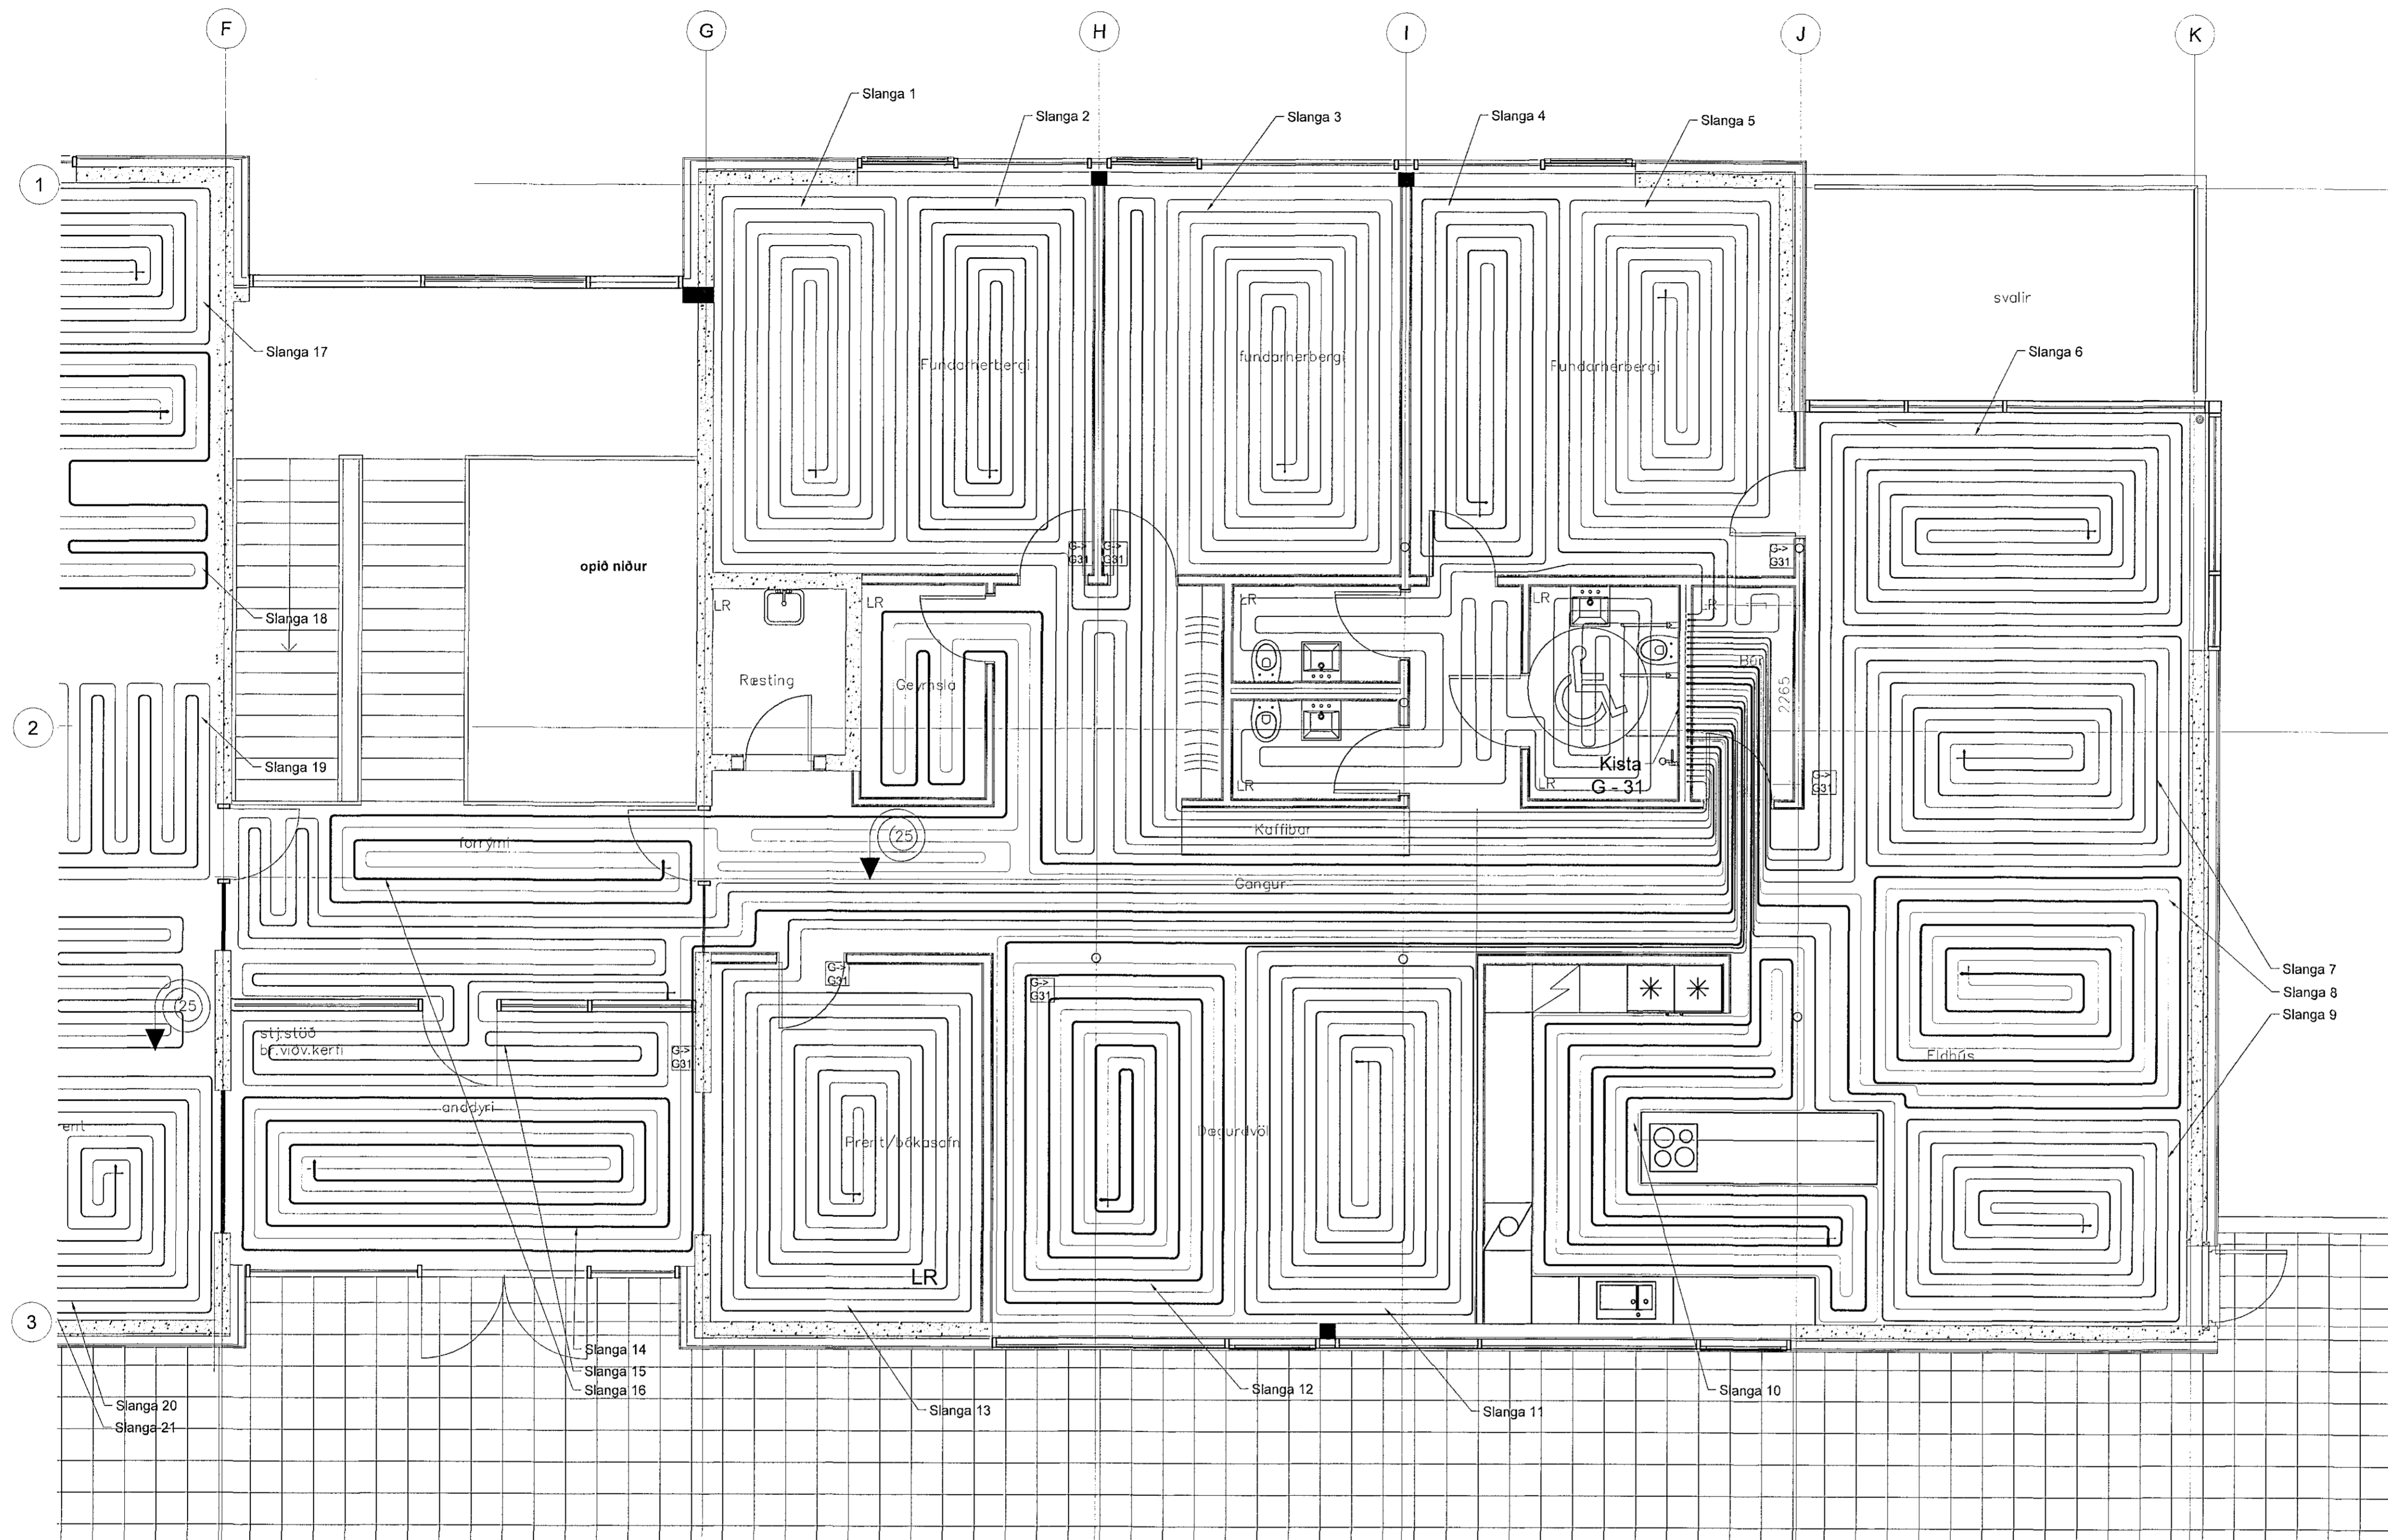 F
G
H
I
J
K
Slanga 1
Slanga 2
Slanga 3
Slanga 4
Slanga 5
1
svalir
Slanga 17
Slanga 6
Fundarherbergi
fundarherbergi
Fundarherbergi
G->
G31
G->
G31
G->
G31
opið niður
LR
LR
LR
LR
LR
Slanga 18
Ræsting
Geymsla
2265
2
Slanga 19
Kista
G - 31
LR
LR
G->
G31
forrými
25
Kaffibar
Gangur
G->
G31
G->
G31
Slanga 7
Slanga 8
Slanga 9
25
stj.stöð
br.viðv.kerfi
G->
G31
Eldhús
anddyri
Prent/bókasafn
Dægurdvöl
LR
3
Slanga 14
Slanga 15
Slanga 16
Slanga 12
Slanga 10
Slanga 20
Slanga 13
Slanga 11
Slanga 21